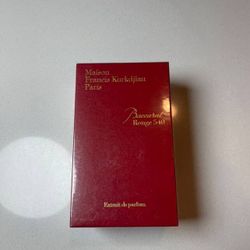 Maison
Francis Kurkdjian
Paris
Baccarat
Rouge 540
Extrait de parfum